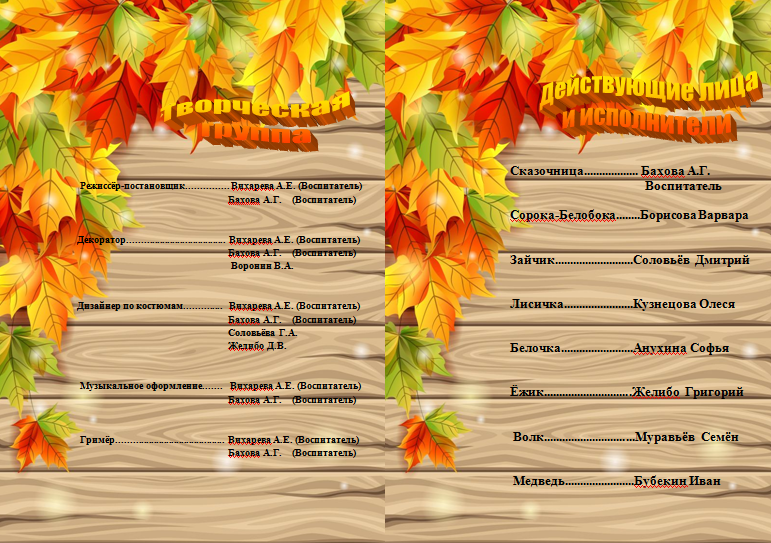 Творческая
группа
Режиссёр-постановщик............... Вихарева А.Е. (Воспитатель)
Бахова А.Г. (Воспитатель)
Декоратор.................................. Вихарева А.Е. (Воспитатель)
Бахова А.Г. (Воспитатель)
Воронин В.А.
Дизайнер по костюмам............. Вихарева А.Е. (Воспитатель)
Бахова А.Г. (Воспитатель)
Соловьёва Г.А.
Желибо Д.В.
Музыкальное оформление....... Вихарева А.Е. (Воспитатель)
Бахова А.Г. (Воспитатель)
Гримёр..................................... Вихарева А.Е. (Воспитатель)
Бахова А.Г. (Воспитатель)
Действующие лица
и исполнители
Сказочница................. Бахова А.Г.
Воспитатель
Сорока-Белобока........Борисова Варвара
Зайчик..........................Соловьёв Дмитрий
Лисичка.......................Кузнецова Олеся
Белочка........................Анухина Софья
Ёжик.............................Желибо Григорий
Волк..............................Муравьёв Семён
Медведь.......................Бубекин Иван